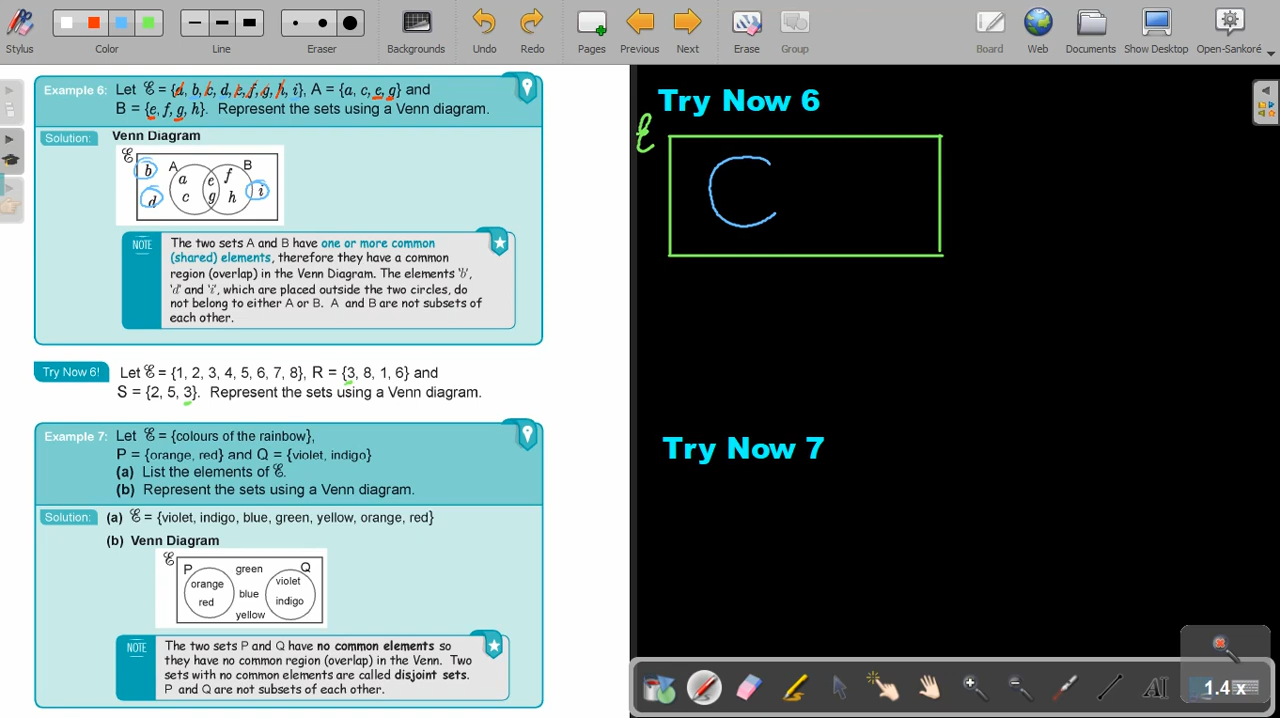 Stylus
Color
Line
Eraser
Backgrounds
Undo
Redo
Pages
Previous
Next
Erase
Group
Board
Web
Documents
Show Desktop
Open-Sankoré
Example 6: Let ℰ = {a, b, c, d, e, f, g, h, i}, A = {a, c, e, g} and
B = {e, f, g, h}. Represent the sets using a Venn diagram.
Solution:
Venn Diagram
ℰ
A
B
b
d
a
c
e
g
f
h
i
NOTE
The two sets A and B have one or more common
(shared) elements, therefore they have a common
region (overlap) in the Venn Diagram. The elements 'b',
'd' and 'i', which are placed outside the two circles, do
not belong to either A or B. A and B are not subsets of
each other.
Try Now 6!
Let ℰ = {1, 2, 3, 4, 5, 6, 7, 8}, R = {3, 8, 1, 6} and
S = {2, 5, 3}. Represent the sets using a Venn diagram.
Example 7: Let ℰ = {colours of the rainbow},
P = {orange, red} and Q = {violet, indigo}
(a) List the elements of ℰ.
(b) Represent the sets using a Venn diagram.
Solution: (a) ℰ = {violet, indigo, blue, green, yellow, orange, red}
(b) Venn Diagram
ℰ
P
Q
orange
red
green
blue
yellow
violet
indigo
NOTE
The two sets P and Q have no common elements so
they have no common region (overlap) in the Venn. Two
sets with no common elements are called disjoint sets.
P and Q are not subsets of each other.
Try Now 6
ℰ
Try Now 7
1.4 x